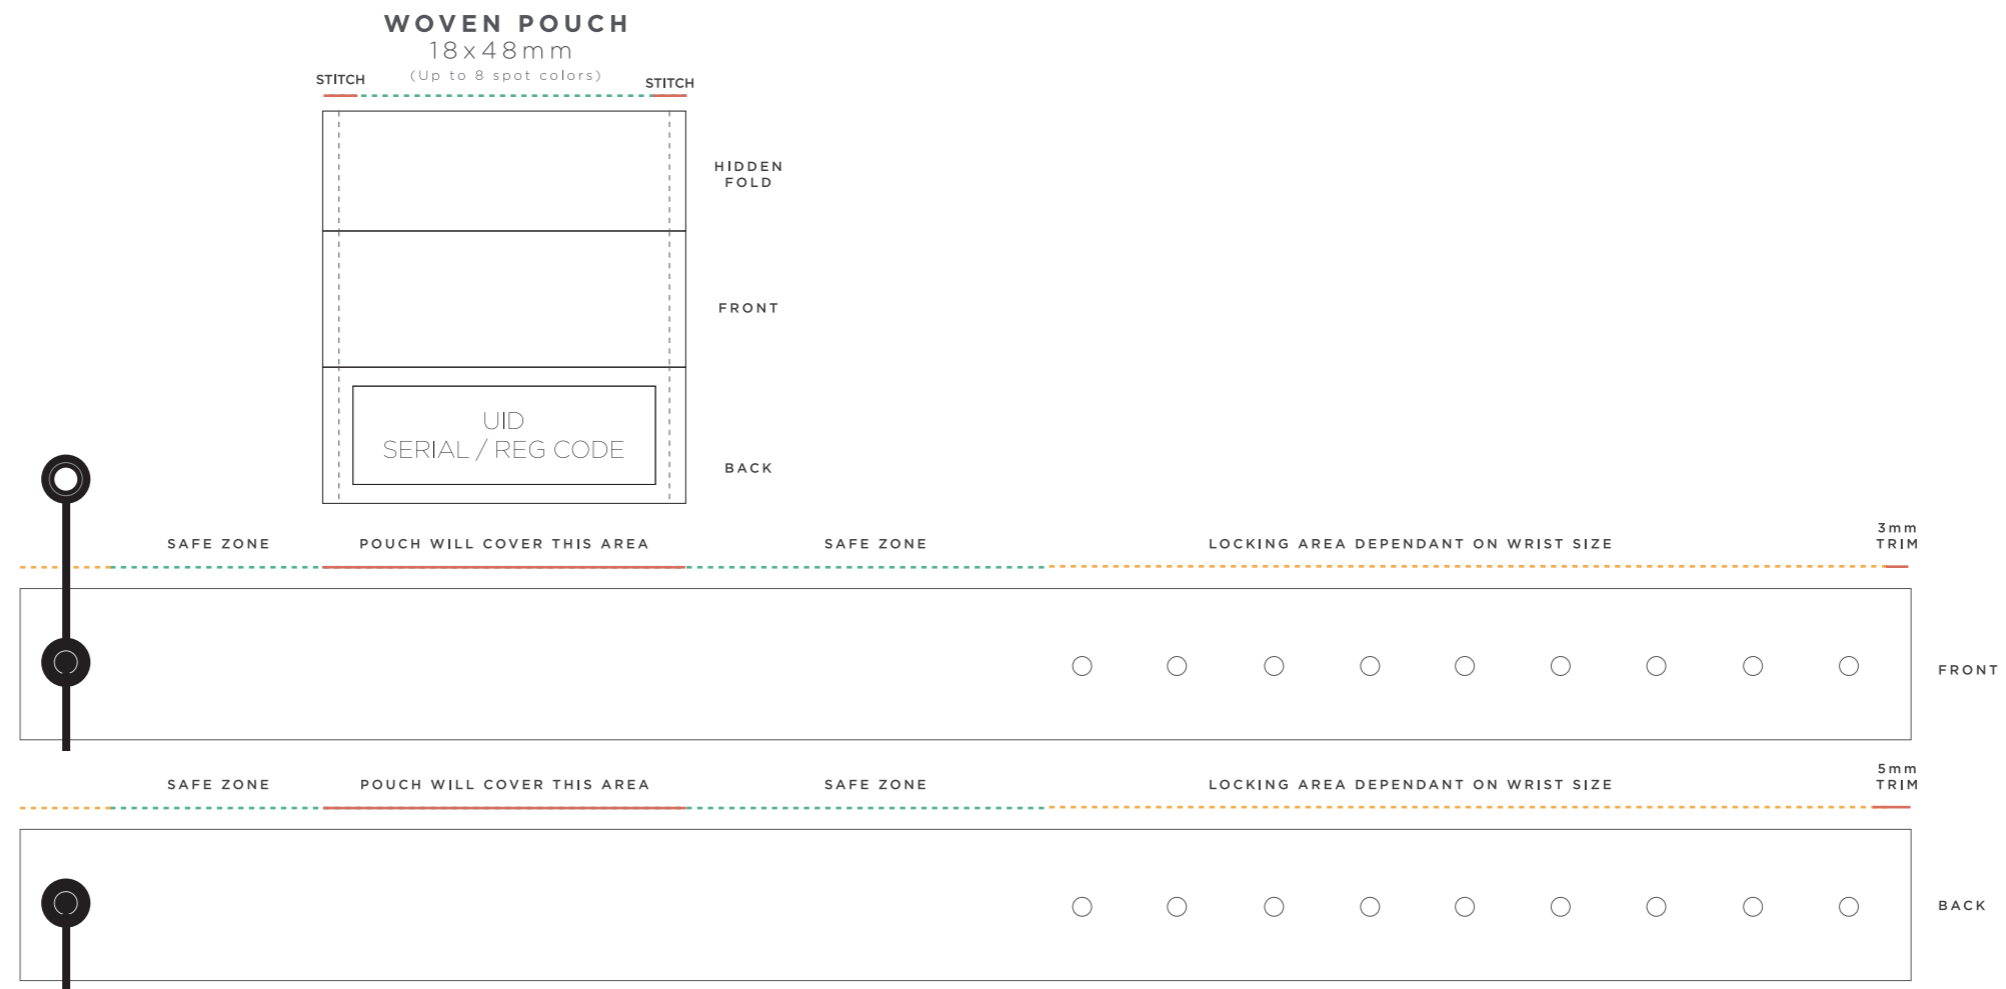 WOVEN POUCH
18x48mm
(Up to 8 spot colors)
STITCH
STITCH
HIDDEN
FOLD
FRONT
UID
SERIAL / REG CODE
BACK
SAFE ZONE
POUCH WILL COVER THIS AREA
SAFE ZONE
LOCKING AREA DEPENDANT ON WRIST SIZE
3mm
TRIM
FRONT
SAFE ZONE
POUCH WILL COVER THIS AREA
SAFE ZONE
LOCKING AREA DEPENDANT ON WRIST SIZE
5mm
TRIM
BACK